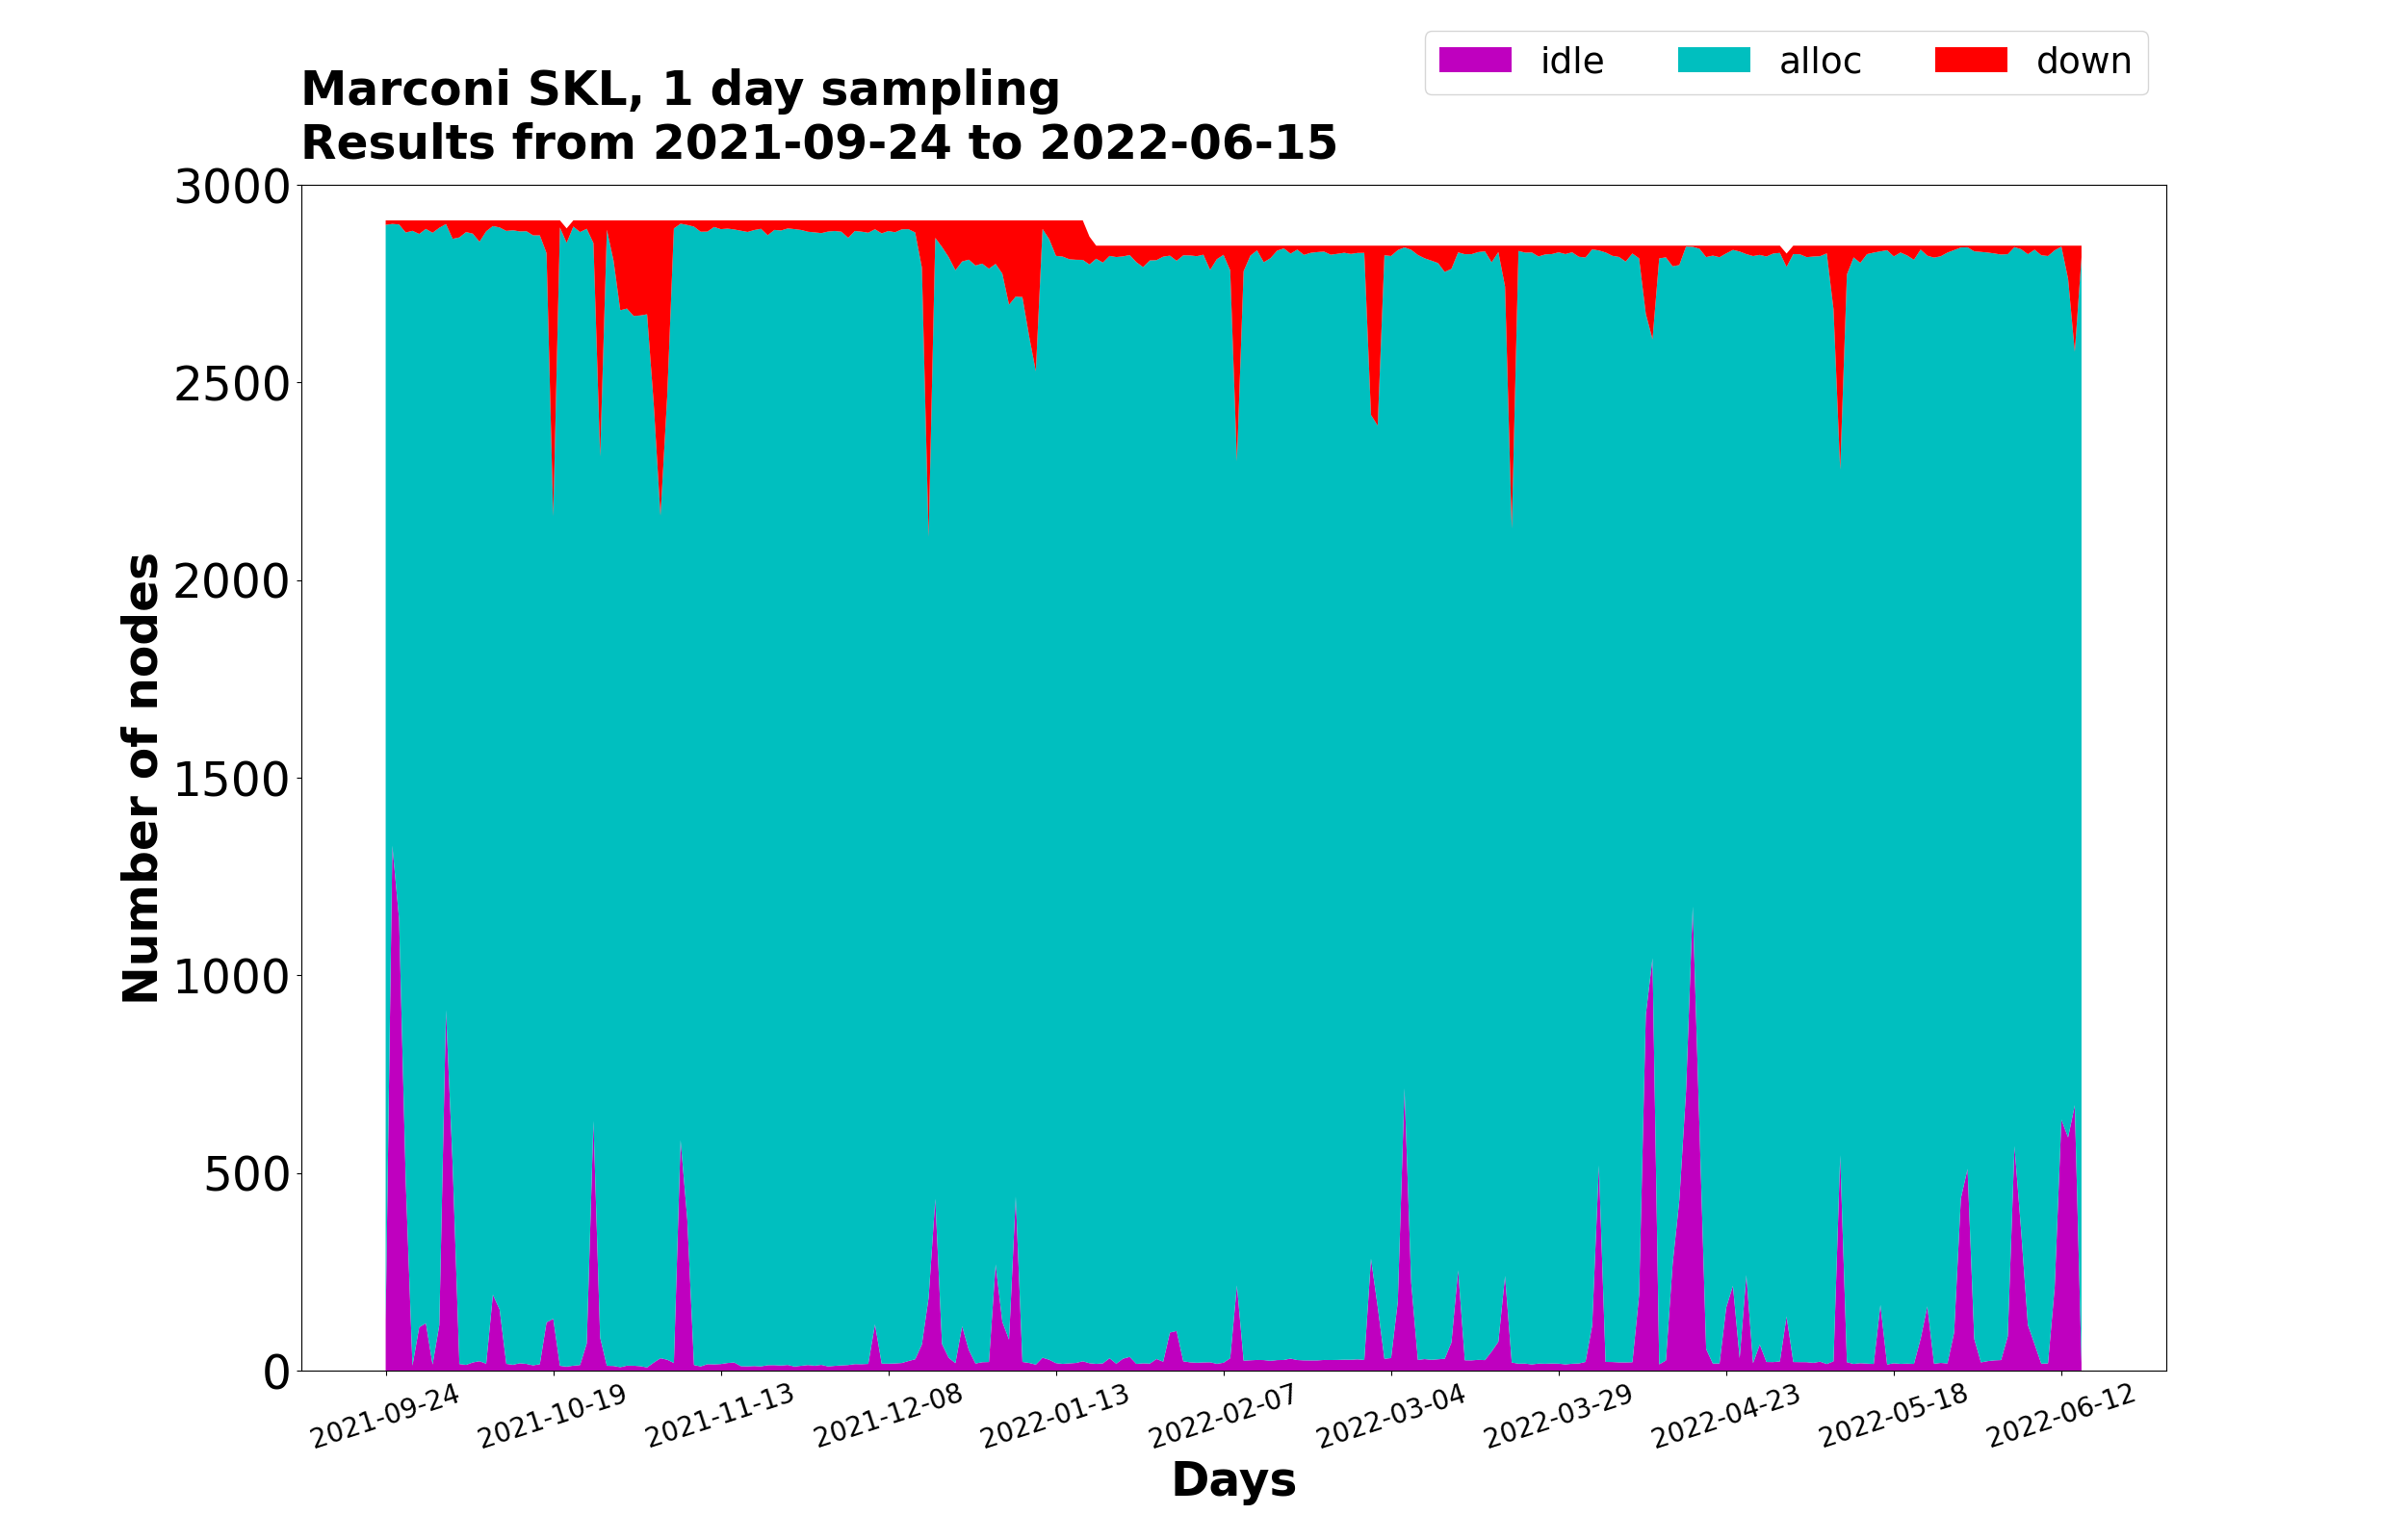 idle alloc down
Marconi SKL, 1 day sampling
Results from 2021-09-24 to 2022-06-15
3000
2500
2000
1500
1000
500
0
Number of nodes
2021-09-24 2021-10-19 2021-11-13 2021-12-08 2022-01-13 2022-02-07 2022-03-04 2022-03-29 2022-04-23 2022-05-18 2022-06-12
Days